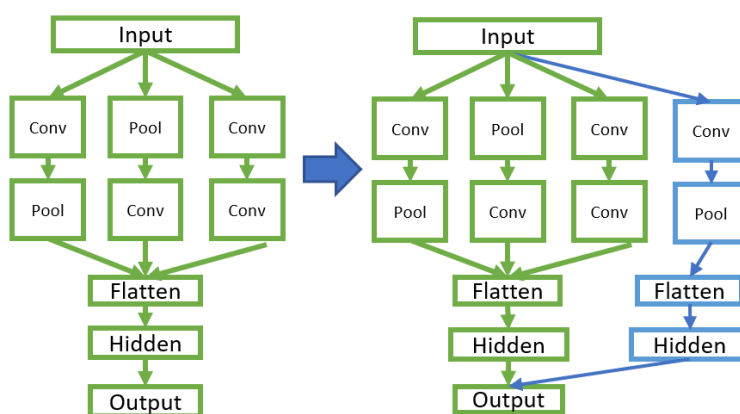 Input
Conv
Pool
Conv
Pool
Conv
Conv
Flatten
Hidden
Output
Input
Conv
Pool
Conv
Conv
Pool
Conv
Conv
Pool
Flatten
Flatten
Hidden
Hidden
Output